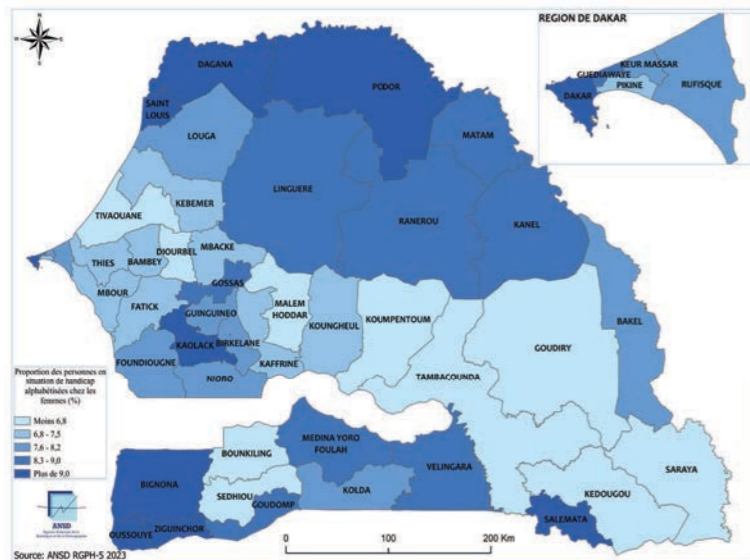 REGION DE DAKAR
KEUR MASSAR
GUEDIAWAYE
RUFISQUE
DAKAR
PIKINE
N
DAGANA
PODOR
SAINT
LOUIS
LOUGA
MATAM
LINGUERE
KEBEMER
TIVAOUANE
RANEROU
KANEL
DIOURBEL
MBACKE
THIES
BAMBEY
GOSSAS
MBOUR
MALEM
HODDAR
FATICK
GUINGUINEO
KOUNGHEUL
KOUMPENTOUM
BAKEL
KAOLACK
BIRKELANE
GOUDIRY
FOUNDIOUGNE
KAFFRINE
TAMBACOUNDA
NIORO
Proportion des personnes en
situation de handicap
alphabétisées chez les
femmes (%)
Moins 6,8
6,8 - 7,5
7,6 - 8,2
8,3 - 9,0
Plus de 9,0
MEDINA YORO
FOULAH
BOUNKILING
VELINGARA
SARAYA
BIGNONA
SEDHIOU
KOLDA
KEDOUGOU
GOUDOMP
SALEMATA
ZIGUINCHOR
OUSSOUYE
ANSD
0
100
200 Km
Source: ANSD RGPH-5 2023